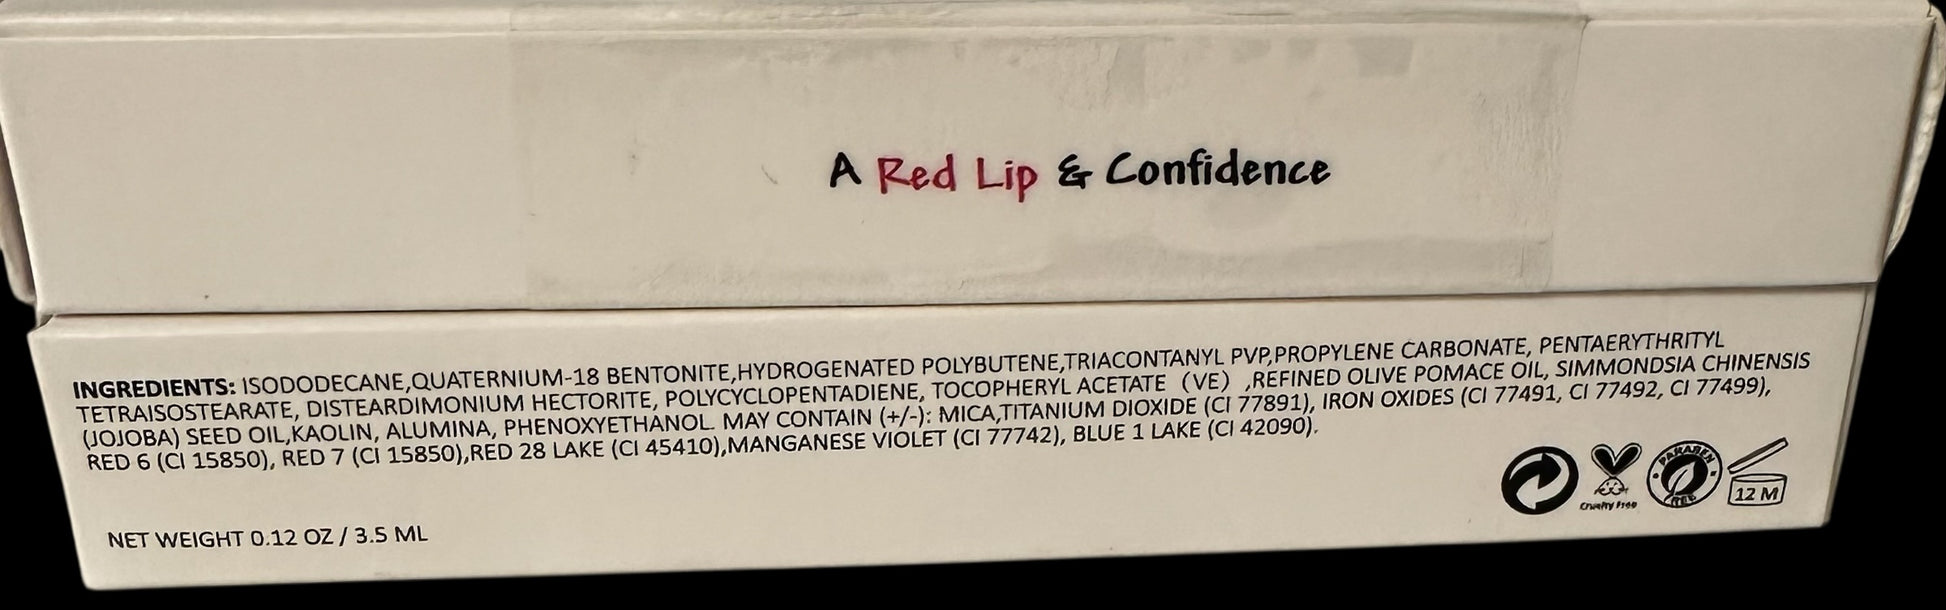 A Red Lip & Confidence
INGREDIENTS: ISODODECANE,QUATERNIUM-18 BENTONITE,HYDROGENATED POLYBUTENE,TRIACONTANYL PVP,PROPYLENE CARBONATE, PENTAERYTHRITYL
TETRAISOSTEARATE, DISTEARDIMONIUM HECTORITE, POLYCYCLOPENTADIENE, TOCOPHERYL ACETATE（VE）,REFINED OLIVE POMACE OIL, SIMMONDSIA CHINENSIS
(JOJOBA) SEED OIL,KAOLIN, ALUMINA, PHENOXYETHANOL. MAY CONTAIN (+/-): MICA,TITANIUM DIOXIDE (CI 77891), IRON OXIDES (CI 77491, CI 77492, CI 77499),
RED 6 (CI 15850), RED 7 (CI 15850),RED 28 LAKE (CI 45410),MANGANESE VIOLET (CI 77742), BLUE 1 LAKE (CI 42090).
Cruelty Free
PARABEN
FREE
12 M
NET WEIGHT 0.12 OZ / 3.5 ML